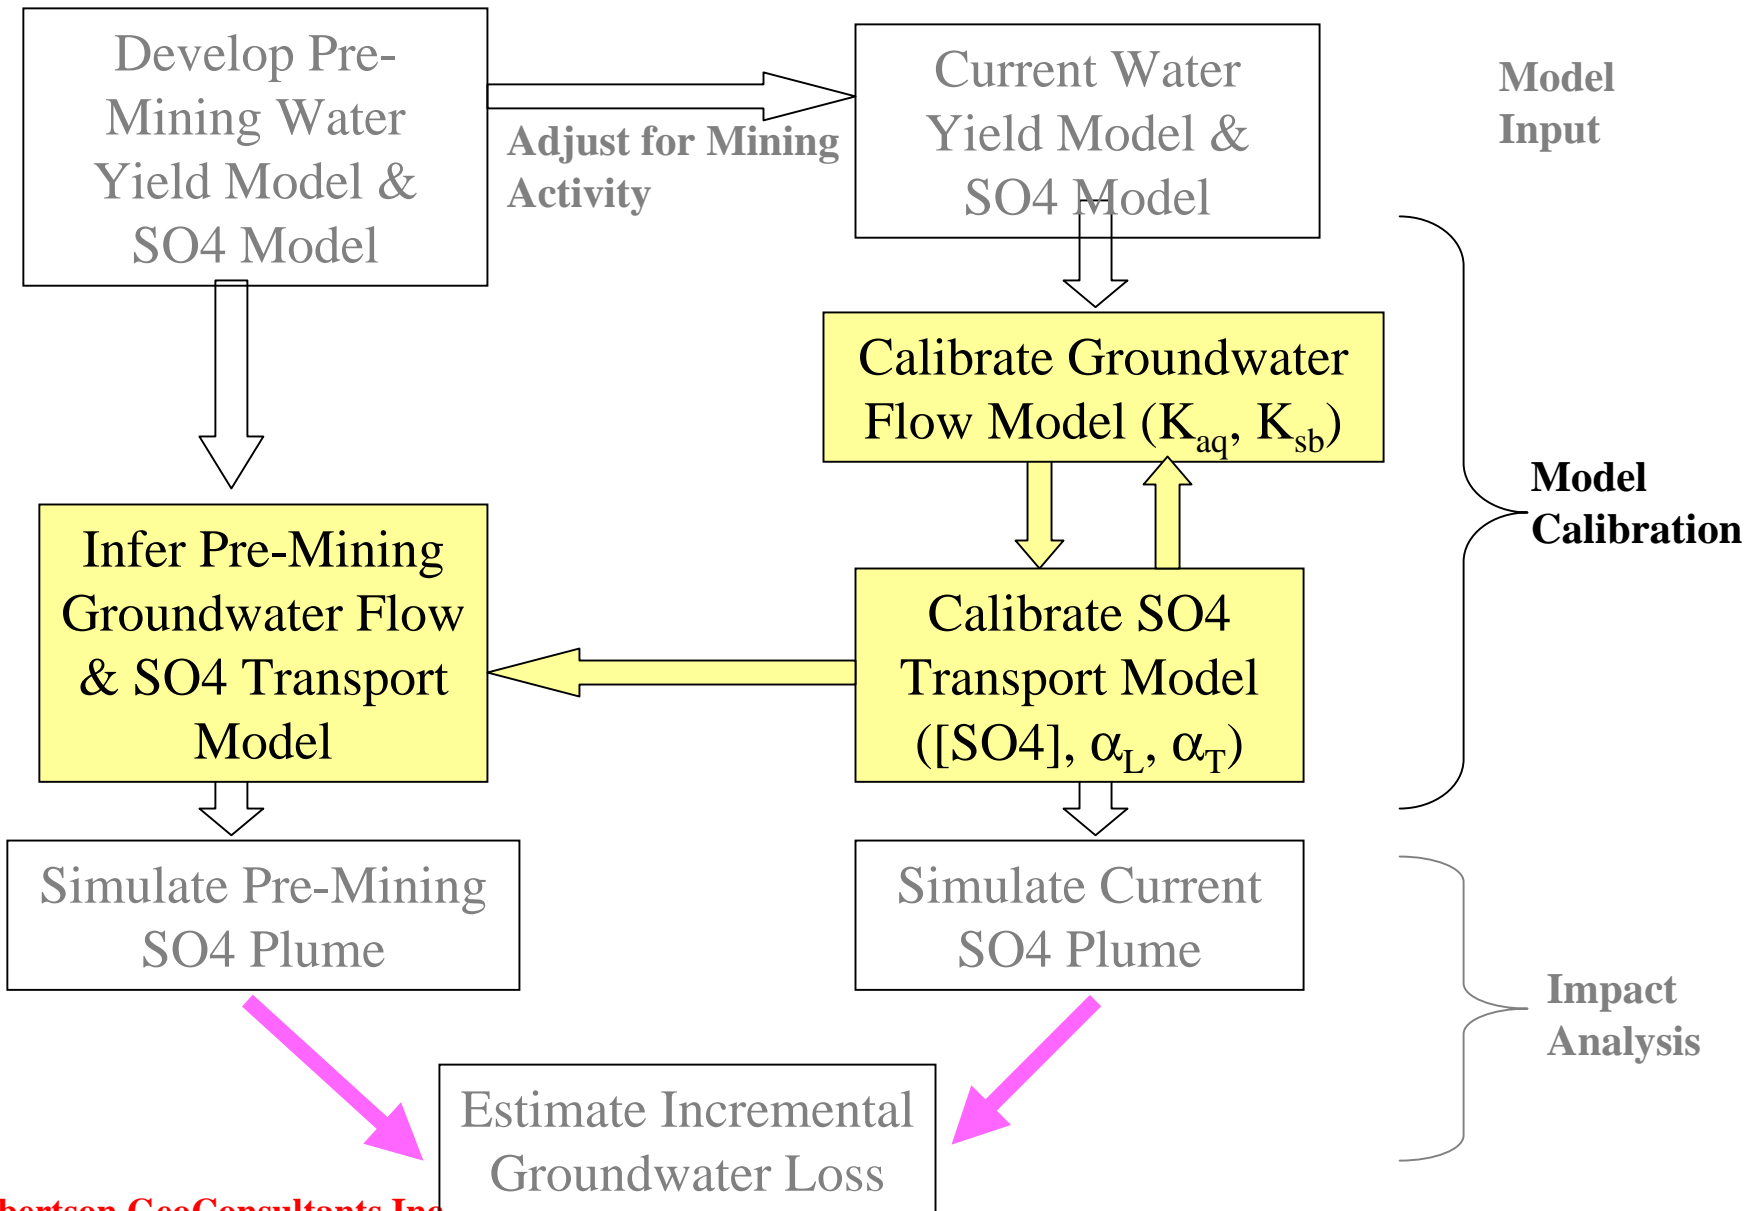 Develop Pre-
Mining Water
Yield Model &
SO4 Model
Adjust for Mining
Activity
Current Water
Yield Model &
SO4 Model
Model
Input
Calibrate Groundwater
Flow Model (Kaq, Ksb)
Model
Calibration
Infer Pre-Mining
Groundwater Flow
& SO4 Transport
Model
Calibrate SO4
Transport Model
([SO4], αL, αT)
Simulate Pre-Mining
SO4 Plume
Simulate Current
SO4 Plume
Impact
Analysis
Estimate Incremental
Groundwater Loss
bertson GeoConsultants Inc